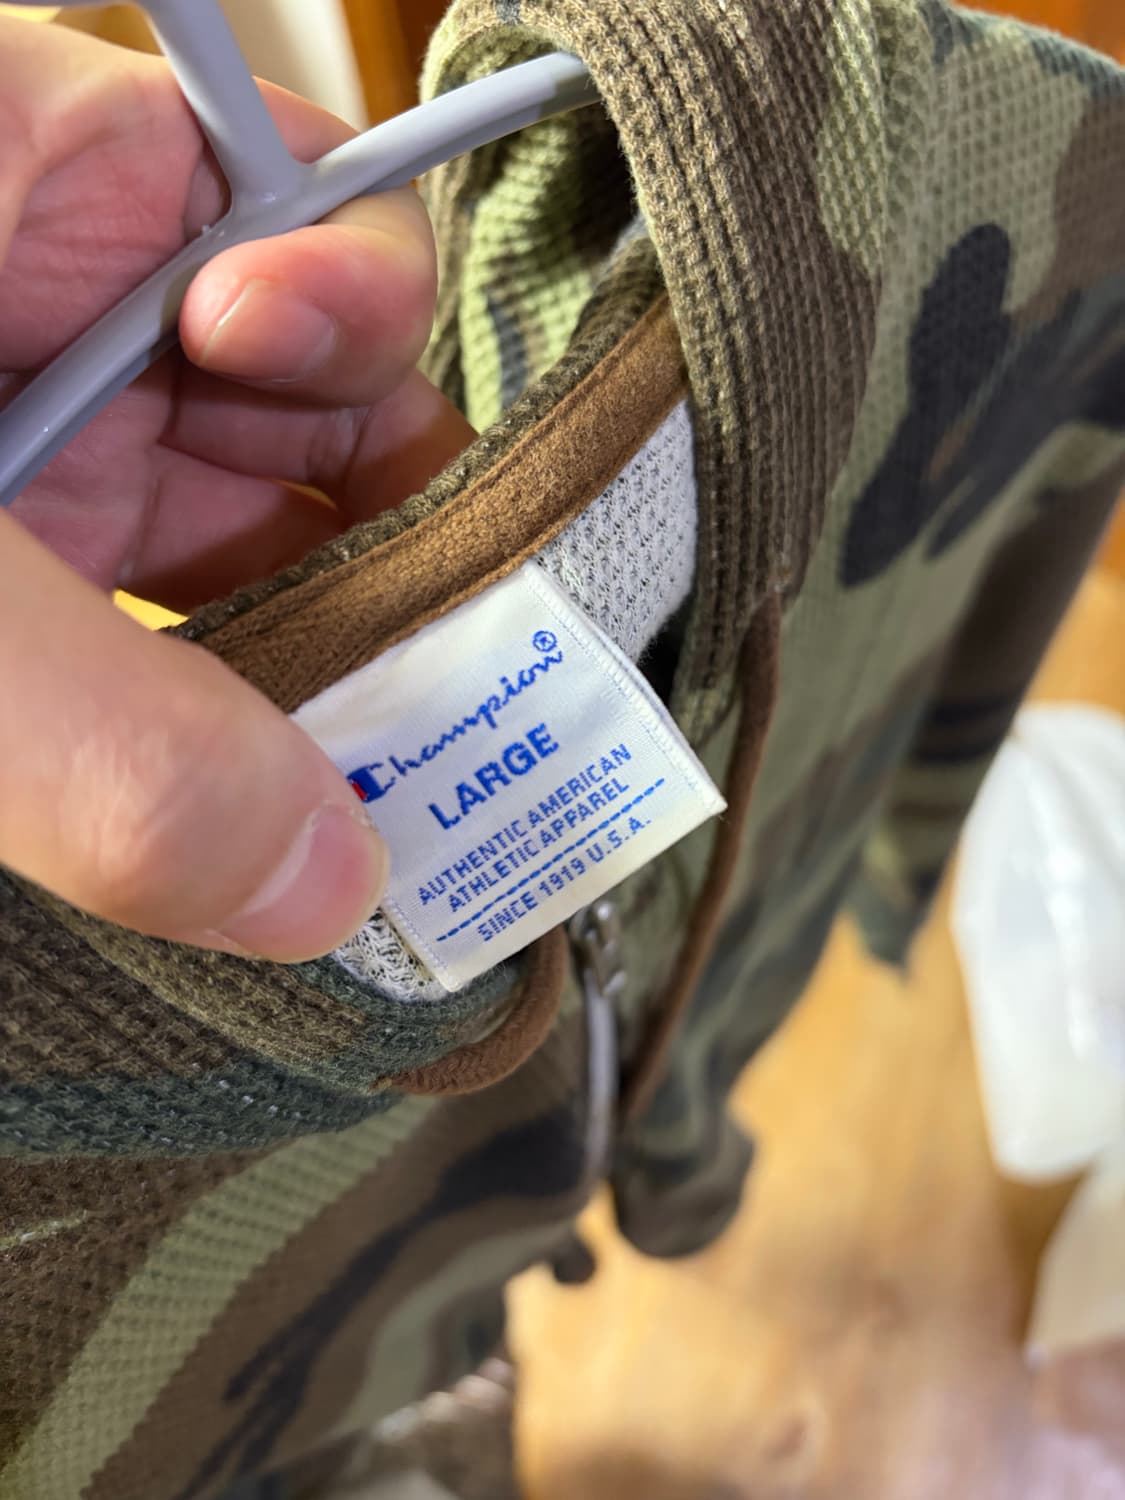 Champion®
LARGE
AUTHENTIC AMERICAN
ATHLETIC APPAREL
SINCE 1919 U.S.A.